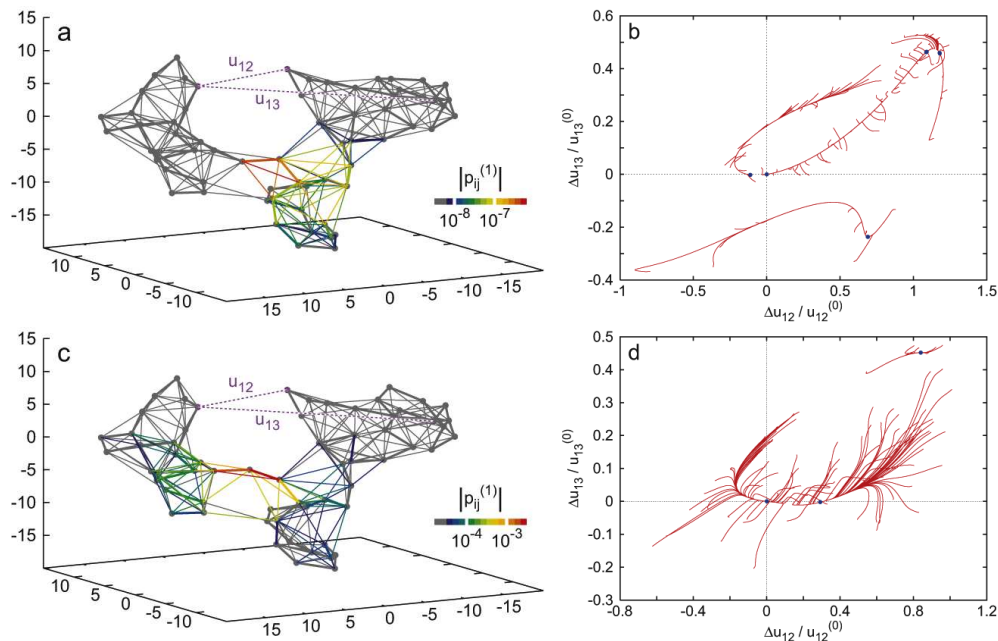 a
15
10
5
0
-5
-10
-15
u12
u13
|pij(1)|
10-8 10-7
10 5 0 -5 -10
15 10 5 0 -5 -10 -15
b
0.6
0.4
0.2
0
-0.2
-0.4
-1 -0.5 0 0.5 1 1.5
Δu13 / u13(0)
Δu12 / u12(0)
c
15
10
5
0
-5
-10
-15
u12
u13
|pij(1)|
10-4 10-3
10 5 0 -5 -10
15 10 5 0 -5 -10 -15
d
0.5
0.4
0.3
0.2
0.1
0
-0.1
-0.2
-0.3
-0.8 -0.4 0 0.4 0.8 1.2
Δu13 / u13(0)
Δu12 / u12(0)